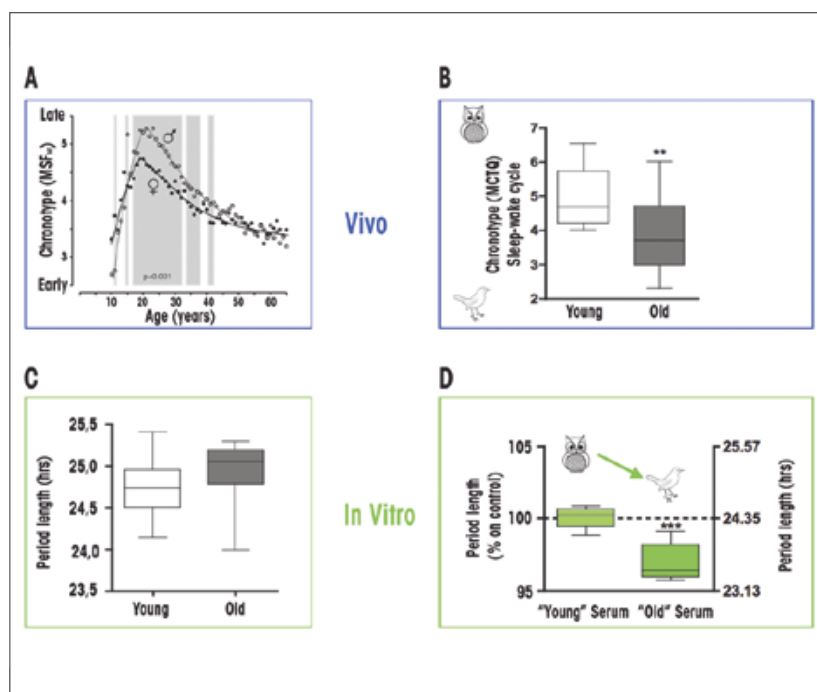 A
Late
5
4
3
Early
Chronotype (MSFsc)
♂
♀
p=0.001
10 20 30 40 50 60
Age (years)
Vivo
B
Chronotype (MCTQ)
Sleep-wake cycle
7
6
5
4
3
2
**
Young Old
C
Period length (hrs)
25,5
25,0
24,5
24,0
23,5
Young Old
In Vitro
D
Period length
(% on control)
105
100
95
***
25.57
24.35
23.13
Period length (hrs)
"Young" Serum "Old" Serum